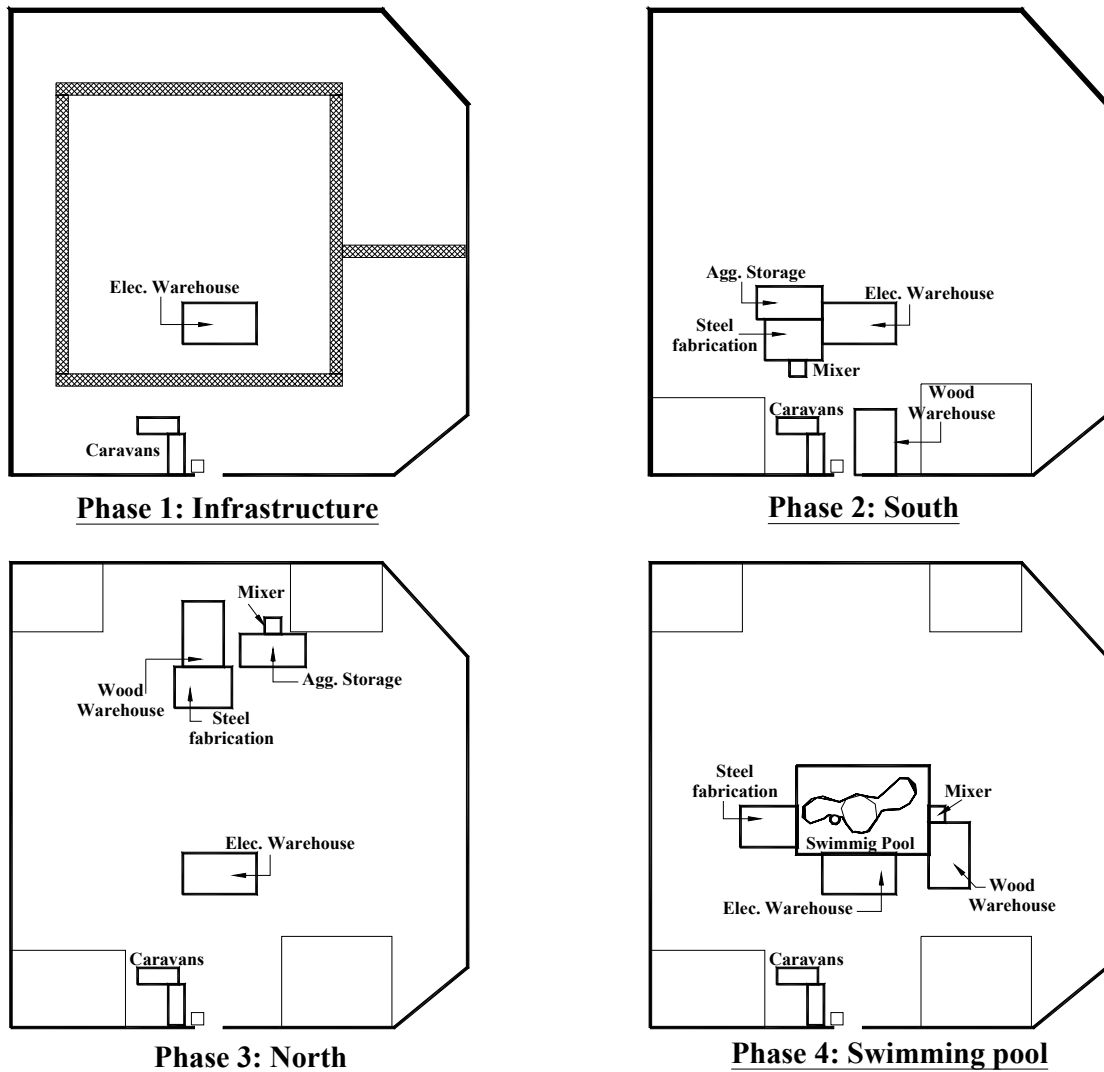 Elec. Warehouse
Caravans
Phase 1: Infrastructure
Agg. Storage
Elec. Warehouse
Steel
fabrication
Mixer
Caravans
Wood
Warehouse
Phase 2: South
Mixer
Wood
Warehouse
Agg. Storage
Steel
fabrication
Elec. Warehouse
Caravans
Phase 3: North
Steel
fabrication
Mixer
Swimmig Pool
Elec. Warehouse
Wood
Warehouse
Caravans
Phase 4: Swimming pool